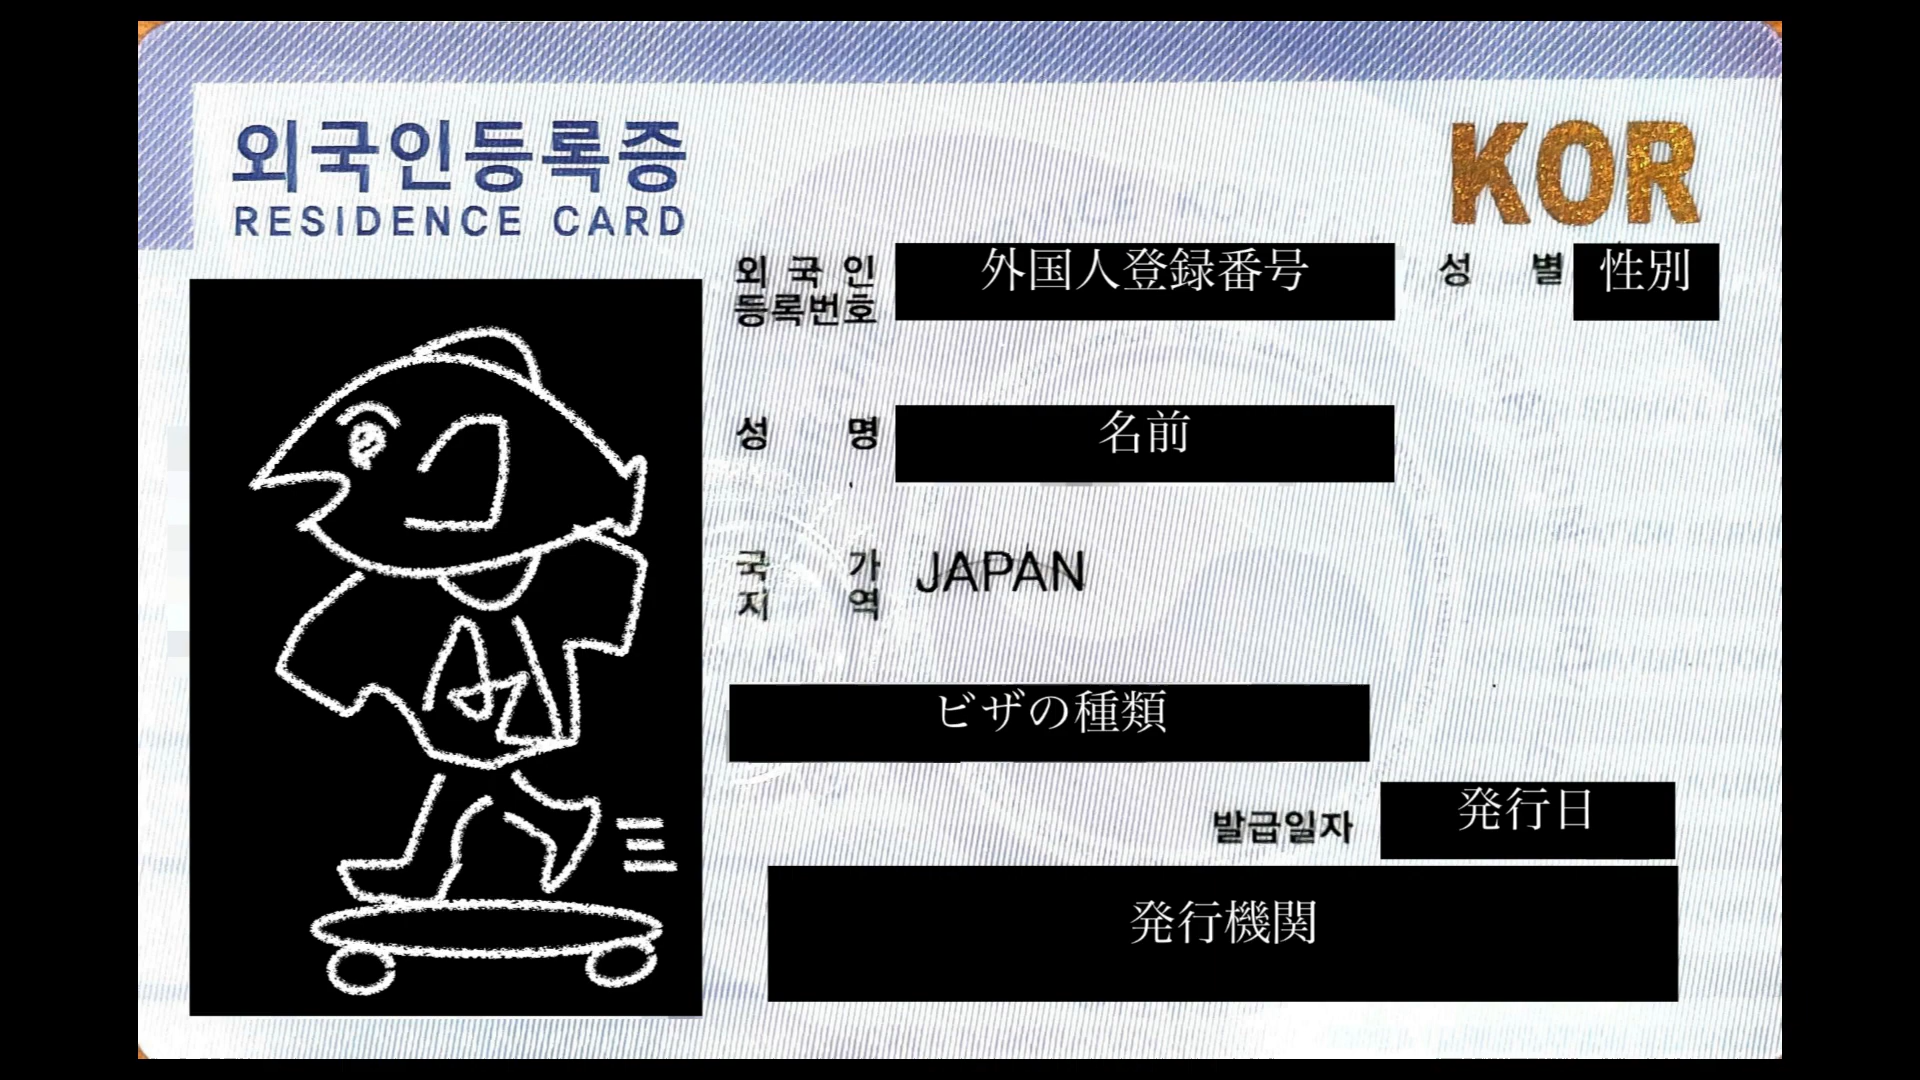 외국인등록증
RESIDENCE CARD
KOR
외국인
등록번호
外国人登録番号
성 별
性別
성 명
名前
국 가
지 역
JAPAN
ビザの種類
발급일자
発行日
発行機関